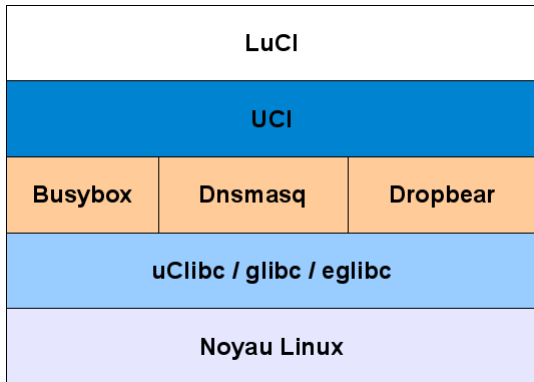 LuCI
UCI
Busybox
Dnsmasq
Dropbear
uClibc / glibc / eglibc
Noyau Linux